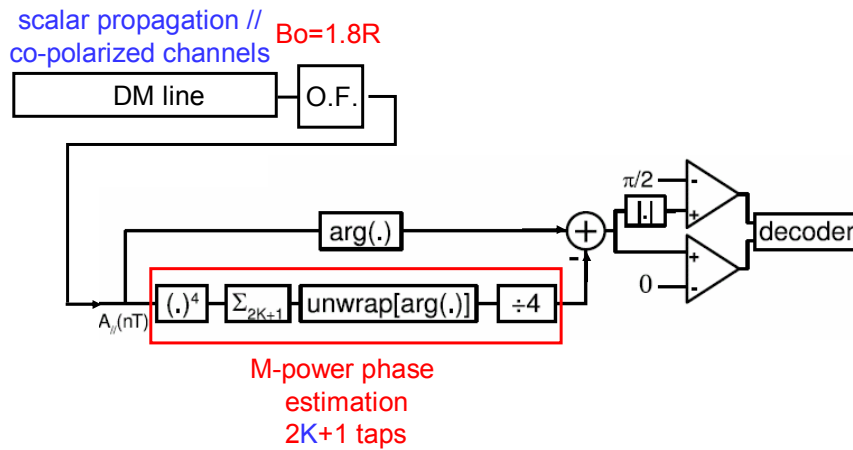 scalar propagation //
co-polarized channels
Bo=1.8R
DM line
O.F.
π/2
-
|.|
+
arg(.)
+
-
decoder
+
0
-
A//(nT)
(.)⁴
Σ2K+1
unwrap[arg(.)]
÷4
M-power phase
estimation
2K+1 taps